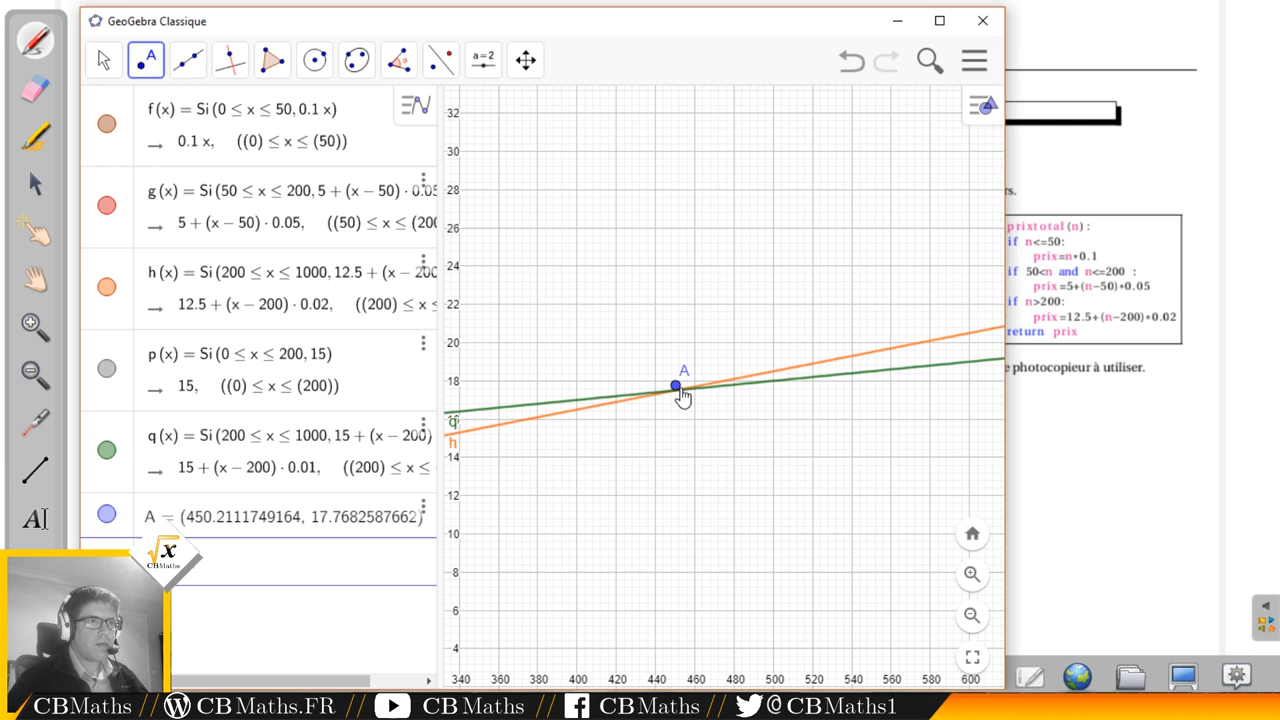 GeoGebra Classique
A
a=2
f(x) = Si(0 ≤ x ≤ 50, 0.1 x)
→ 0.1 x, ((0) ≤ x ≤ (50))
g(x) = Si(50 ≤ x ≤ 200, 5 + (x − 50) · 0.05
→ 5 + (x − 50) · 0.05, ((50) ≤ x ≤ (200
h(x) = Si(200 ≤ x ≤ 1000, 12.5 + (x − 200
→ 12.5 + (x − 200) · 0.02, ((200) ≤ x ≤
p(x) = Si(0 ≤ x ≤ 200, 15)
→ 15, ((0) ≤ x ≤ (200))
q(x) = Si(200 ≤ x ≤ 1000, 15 + (x − 200)
→ 15 + (x − 200) · 0.01, ((200) ≤ x ≤
A = (450.2111749164, 17.7682587662)
32
30
28
26
24
22
20
18
16
14
12
10
8
6
4
340 360 380 400 420 440 460 480 500 520 540 560 580 600
A
q
h
rs.
prixtotal(n):
if n<=50:
prix=n*0.1
if 50<n and n<=200 :
prix=5+(n-50)*0.05
if n>200:
prix=12.5+(n-200)*0.02
return prix
e photocopieur à utiliser.
A
√x
CBMaths
CBMaths // CBMaths.FR // CBMaths // CBMaths // @CBMaths1